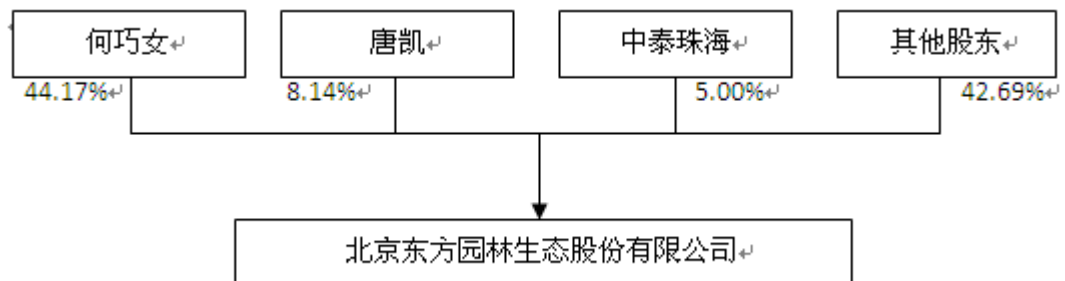 何巧女 唐凯 中泰珠海 其他股东
44.17% 8.14% 5.00% 42.69%
北京东方园林生态股份有限公司